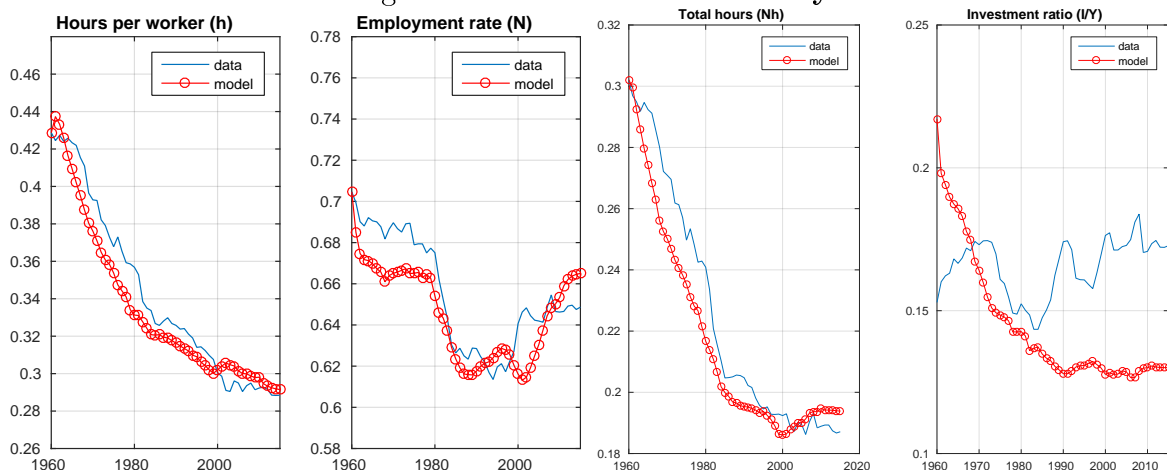 Hours per worker (h)
data
model
0.46
0.44
0.42
0.4
0.38
0.36
0.34
0.32
0.3
0.28
0.26
1960 1980 2000
Employment rate (N)
data
model
0.78
0.76
0.74
0.72
0.7
0.68
0.66
0.64
0.62
0.6
0.58
1960 1980 2000
Total hours (Nh)
data
model
0.32
0.3
0.28
0.26
0.24
0.22
0.2
0.18
1960 1980 2000 2020
Investment ratio (I/Y)
data
model
0.25
0.2
0.15
0.1
1960 1970 1980 1990 2000 2010